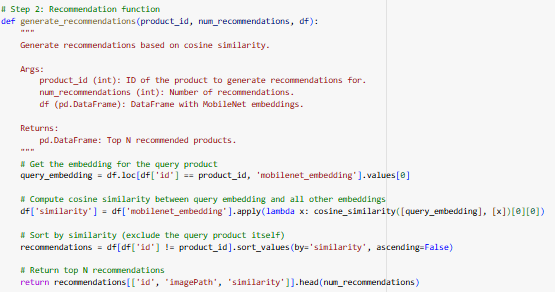 # Step 2: Recommendation function
def generate_recommendations(product_id, num_recommendations, df):
    """
    Generate recommendations based on cosine similarity.

    Args:
        product_id (int): ID of the product to generate recommendations for.
        num_recommendations (int): Number of recommendations.
        df (pd.DataFrame): DataFrame with MobileNet embeddings.

    Returns:
        pd.DataFrame: Top N recommended products.
    """
    # Get the embedding for the query product
    query_embedding = df.loc[df['id'] == product_id, 'mobilenet_embedding'].values[0]

    # Compute cosine similarity between query embedding and all other embeddings
    df['similarity'] = df['mobilenet_embedding'].apply(lambda x: cosine_similarity([query_embedding], [x])[0][0])

    # Sort by similarity (exclude the query product itself)
    recommendations = df[df['id'] != product_id].sort_values(by='similarity', ascending=False)

    # Return top N recommendations
    return recommendations[['id', 'imagePath', 'similarity']].head(num_recommendations)